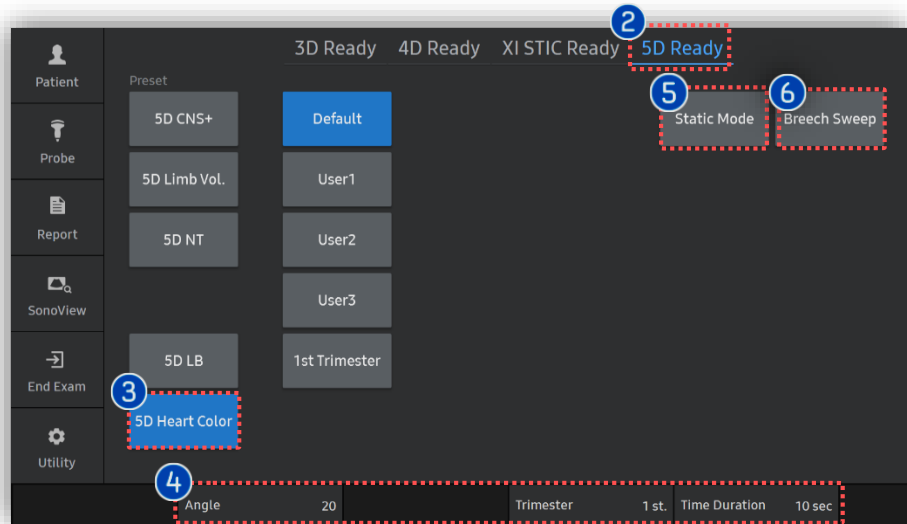 2
3D Ready 4D Ready XI STIC Ready 5D Ready
Patient
Preset
5 6
5D CNS+ Default Static Mode Breech Sweep
Probe
5D Limb Vol. User1
Report
5D NT User2
SonoView
User3
End Exam
5D LB 1st Trimester
3
5D Heart Color
Utility
4
Angle 20 Trimester 1 st. Time Duration 10 sec